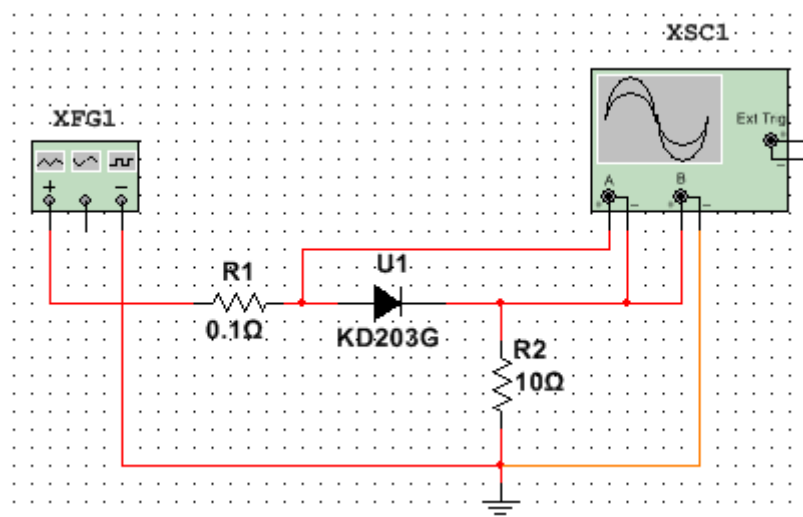 XSC1
XFG1
Ext Trig
+
−
A
B
+
−
+
−
+
−
R1
0.1Ω
U1
KD203G
R2
10Ω